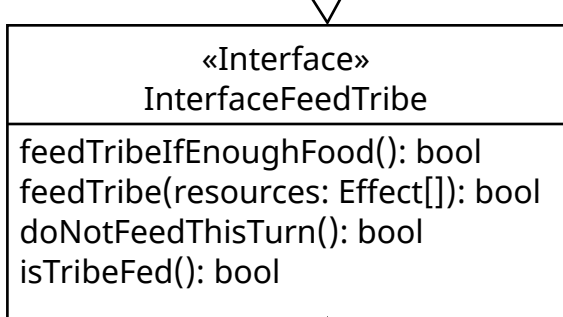 «Interface»
InterfaceFeedTribe
feedTribeIfEnoughFood(): bool
feedTribe(resources: Effect[]): bool
doNotFeedThisTurn(): bool
isTribeFed(): bool